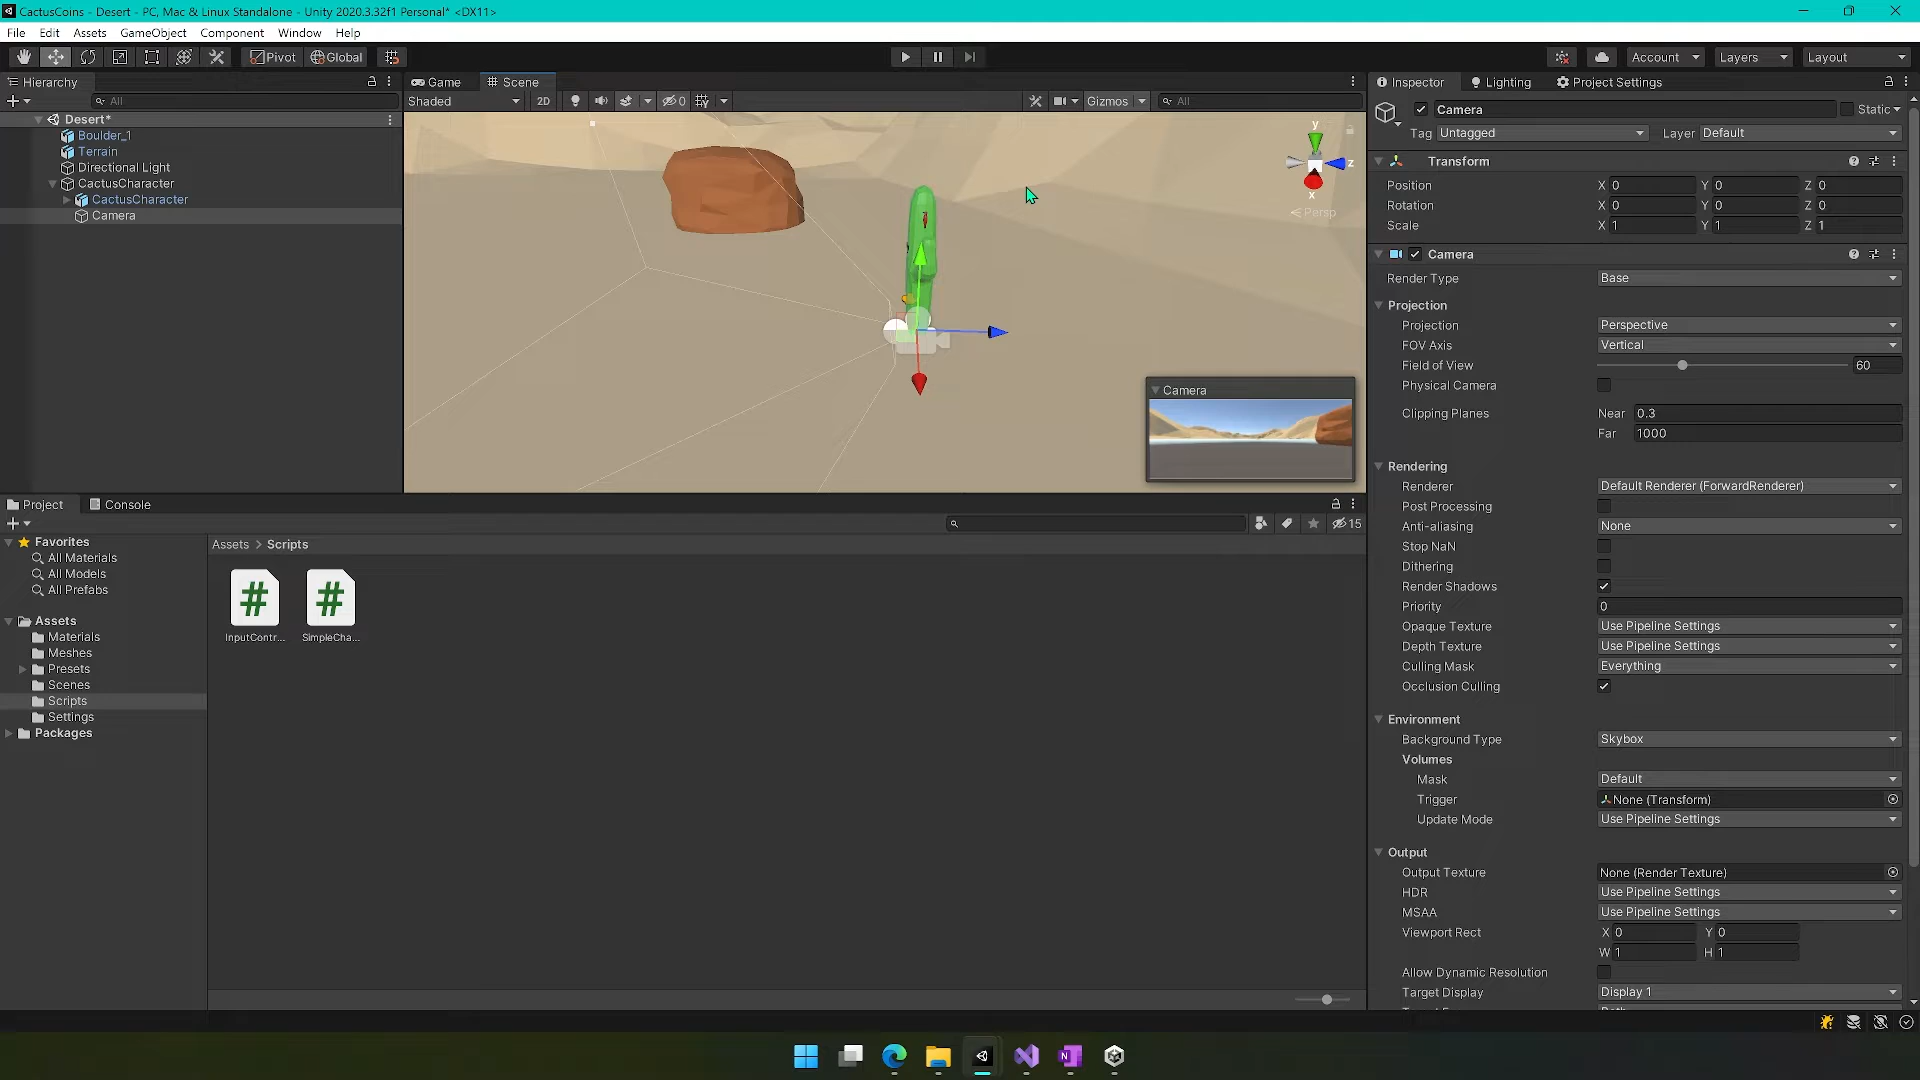 CactusCoins - Desert - PC, Mac & Linux Standalone - Unity 2020.3.32f1 Personal* <DX11>
File Edit Assets GameObject Component Window Help
Pivot Global Account Layers Layout
Hierarchy
All
Desert*
Boulder_1
Terrain
Directional Light
CactusCharacter
CactusCharacter
Camera
Game Scene
Shaded 2D 0 Gizmos All
y
z
x
Persp
Camera
Project Console
15
Favorites
All Materials
All Models
All Prefabs
Assets
Materials
Meshes
Presets
Scenes
Scripts
Settings
Packages
Assets > Scripts
InputContr...
SimpleCha...
Inspector Lighting Project Settings
Camera Static
Tag Untagged Layer Default
Transform
Position X 0 Y 0 Z 0
Rotation X 0 Y 0 Z 0
Scale X 1 Y 1 Z 1
Camera
Render Type Base
Projection
Projection Perspective
FOV Axis Vertical
Field of View 60
Physical Camera
Clipping Planes Near 0.3
Far 1000
Rendering
Renderer Default Renderer (ForwardRenderer)
Post Processing
Anti-aliasing None
Stop NaN
Dithering
Render Shadows
Priority 0
Opaque Texture Use Pipeline Settings
Depth Texture Use Pipeline Settings
Culling Mask Everything
Occlusion Culling
Environment
Background Type Skybox
Volumes
Mask Default
Trigger None (Transform)
Update Mode Use Pipeline Settings
Output
Output Texture None (Render Texture)
HDR Use Pipeline Settings
MSAA Use Pipeline Settings
Viewport Rect X 0 Y 0
W 1 H 1
Allow Dynamic Resolution
Target Display Display 1